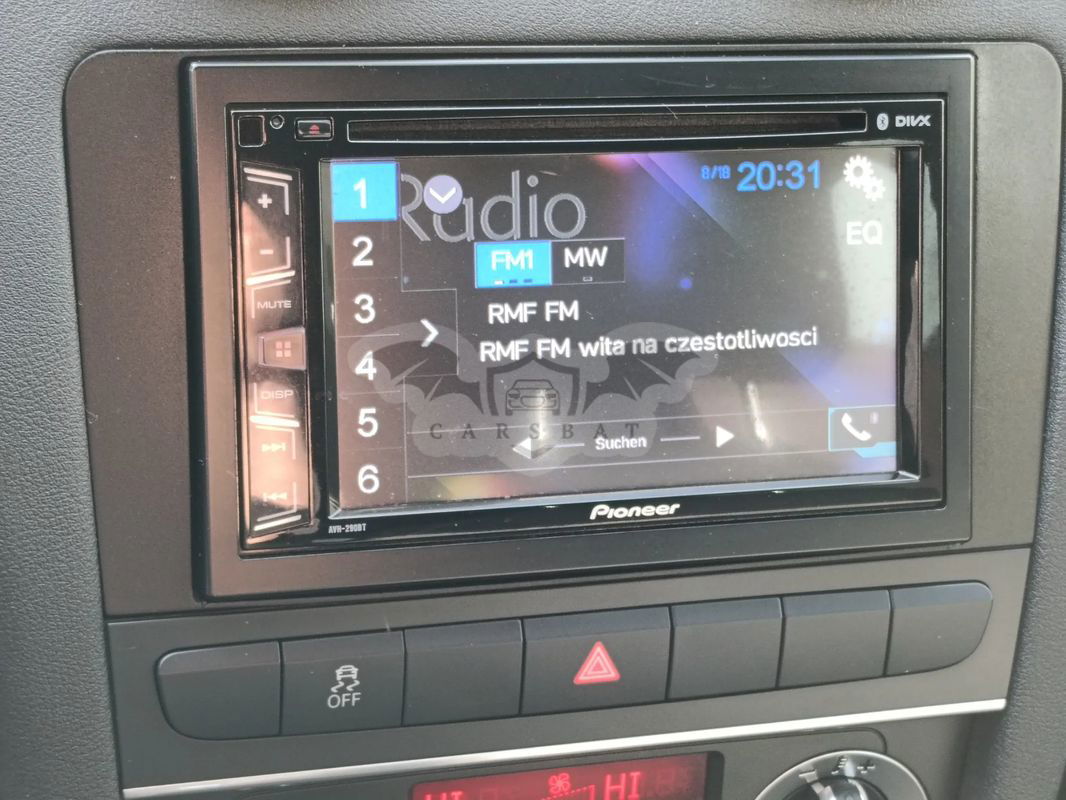 DIVX
8/18 20:31
1
Radio
EQ
2
FM1 MW
MUTE
3
RMF FM
RMF FM wita na czestotliwosci
4
DISP
5
CARSBAT
Suchen
6
Pioneer
AVH-290BT
OFF
HI HI